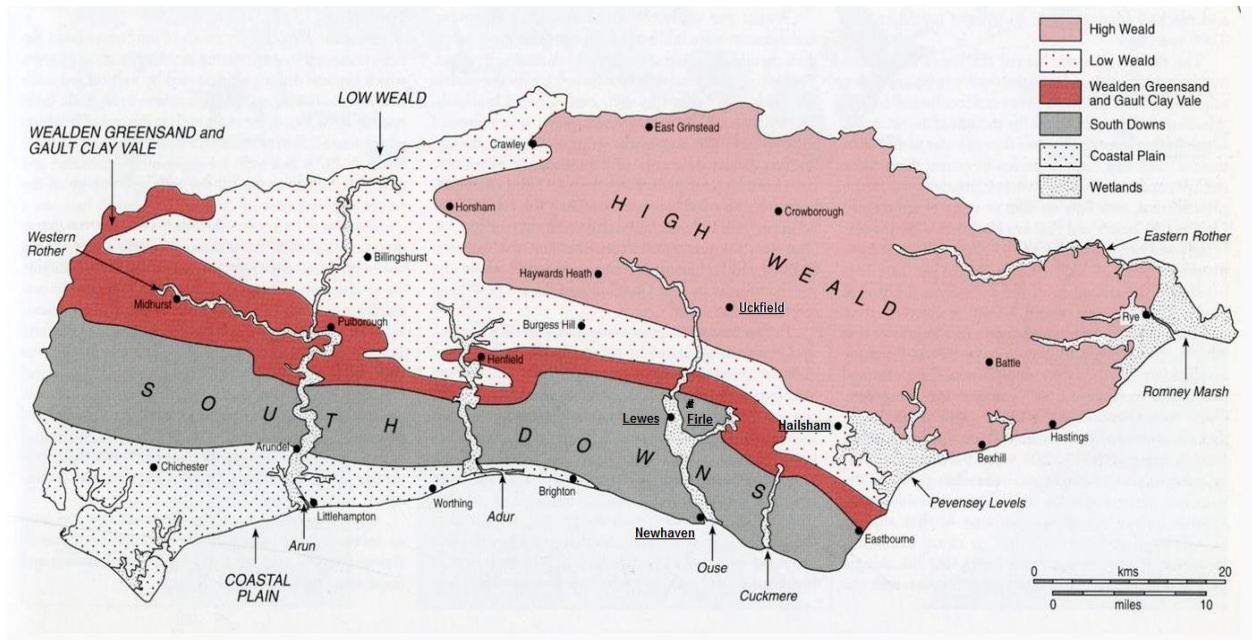 High Weald
Low Weald
Wealden Greensand
and Gault Clay Vale
South Downs
Coastal Plain
Wetlands
LOW WEALD
WEALDEN GREENSAND and
GAULT CLAY VALE
East Grinstead
Crawley
Horsham
HIGH
WEALD
Crowborough
Western
Rother
Eastern Rother
Billingshurst
Haywards Heath
Midhurst
Uckfield
Pulborough
Burgess Hill
Rye
Henfield
Battle
Romney Marsh
SOUTH DOWNS
Lewes
Firle
Hailsham
Arundel
Hastings
Bexhill
Chichester
Brighton
Worthing
Littlehampton
Pevensey Levels
Adur
Newhaven
Eastbourne
Arun
Ouse
Cuckmere
COASTAL
PLAIN
0 kms 20
0 miles 10